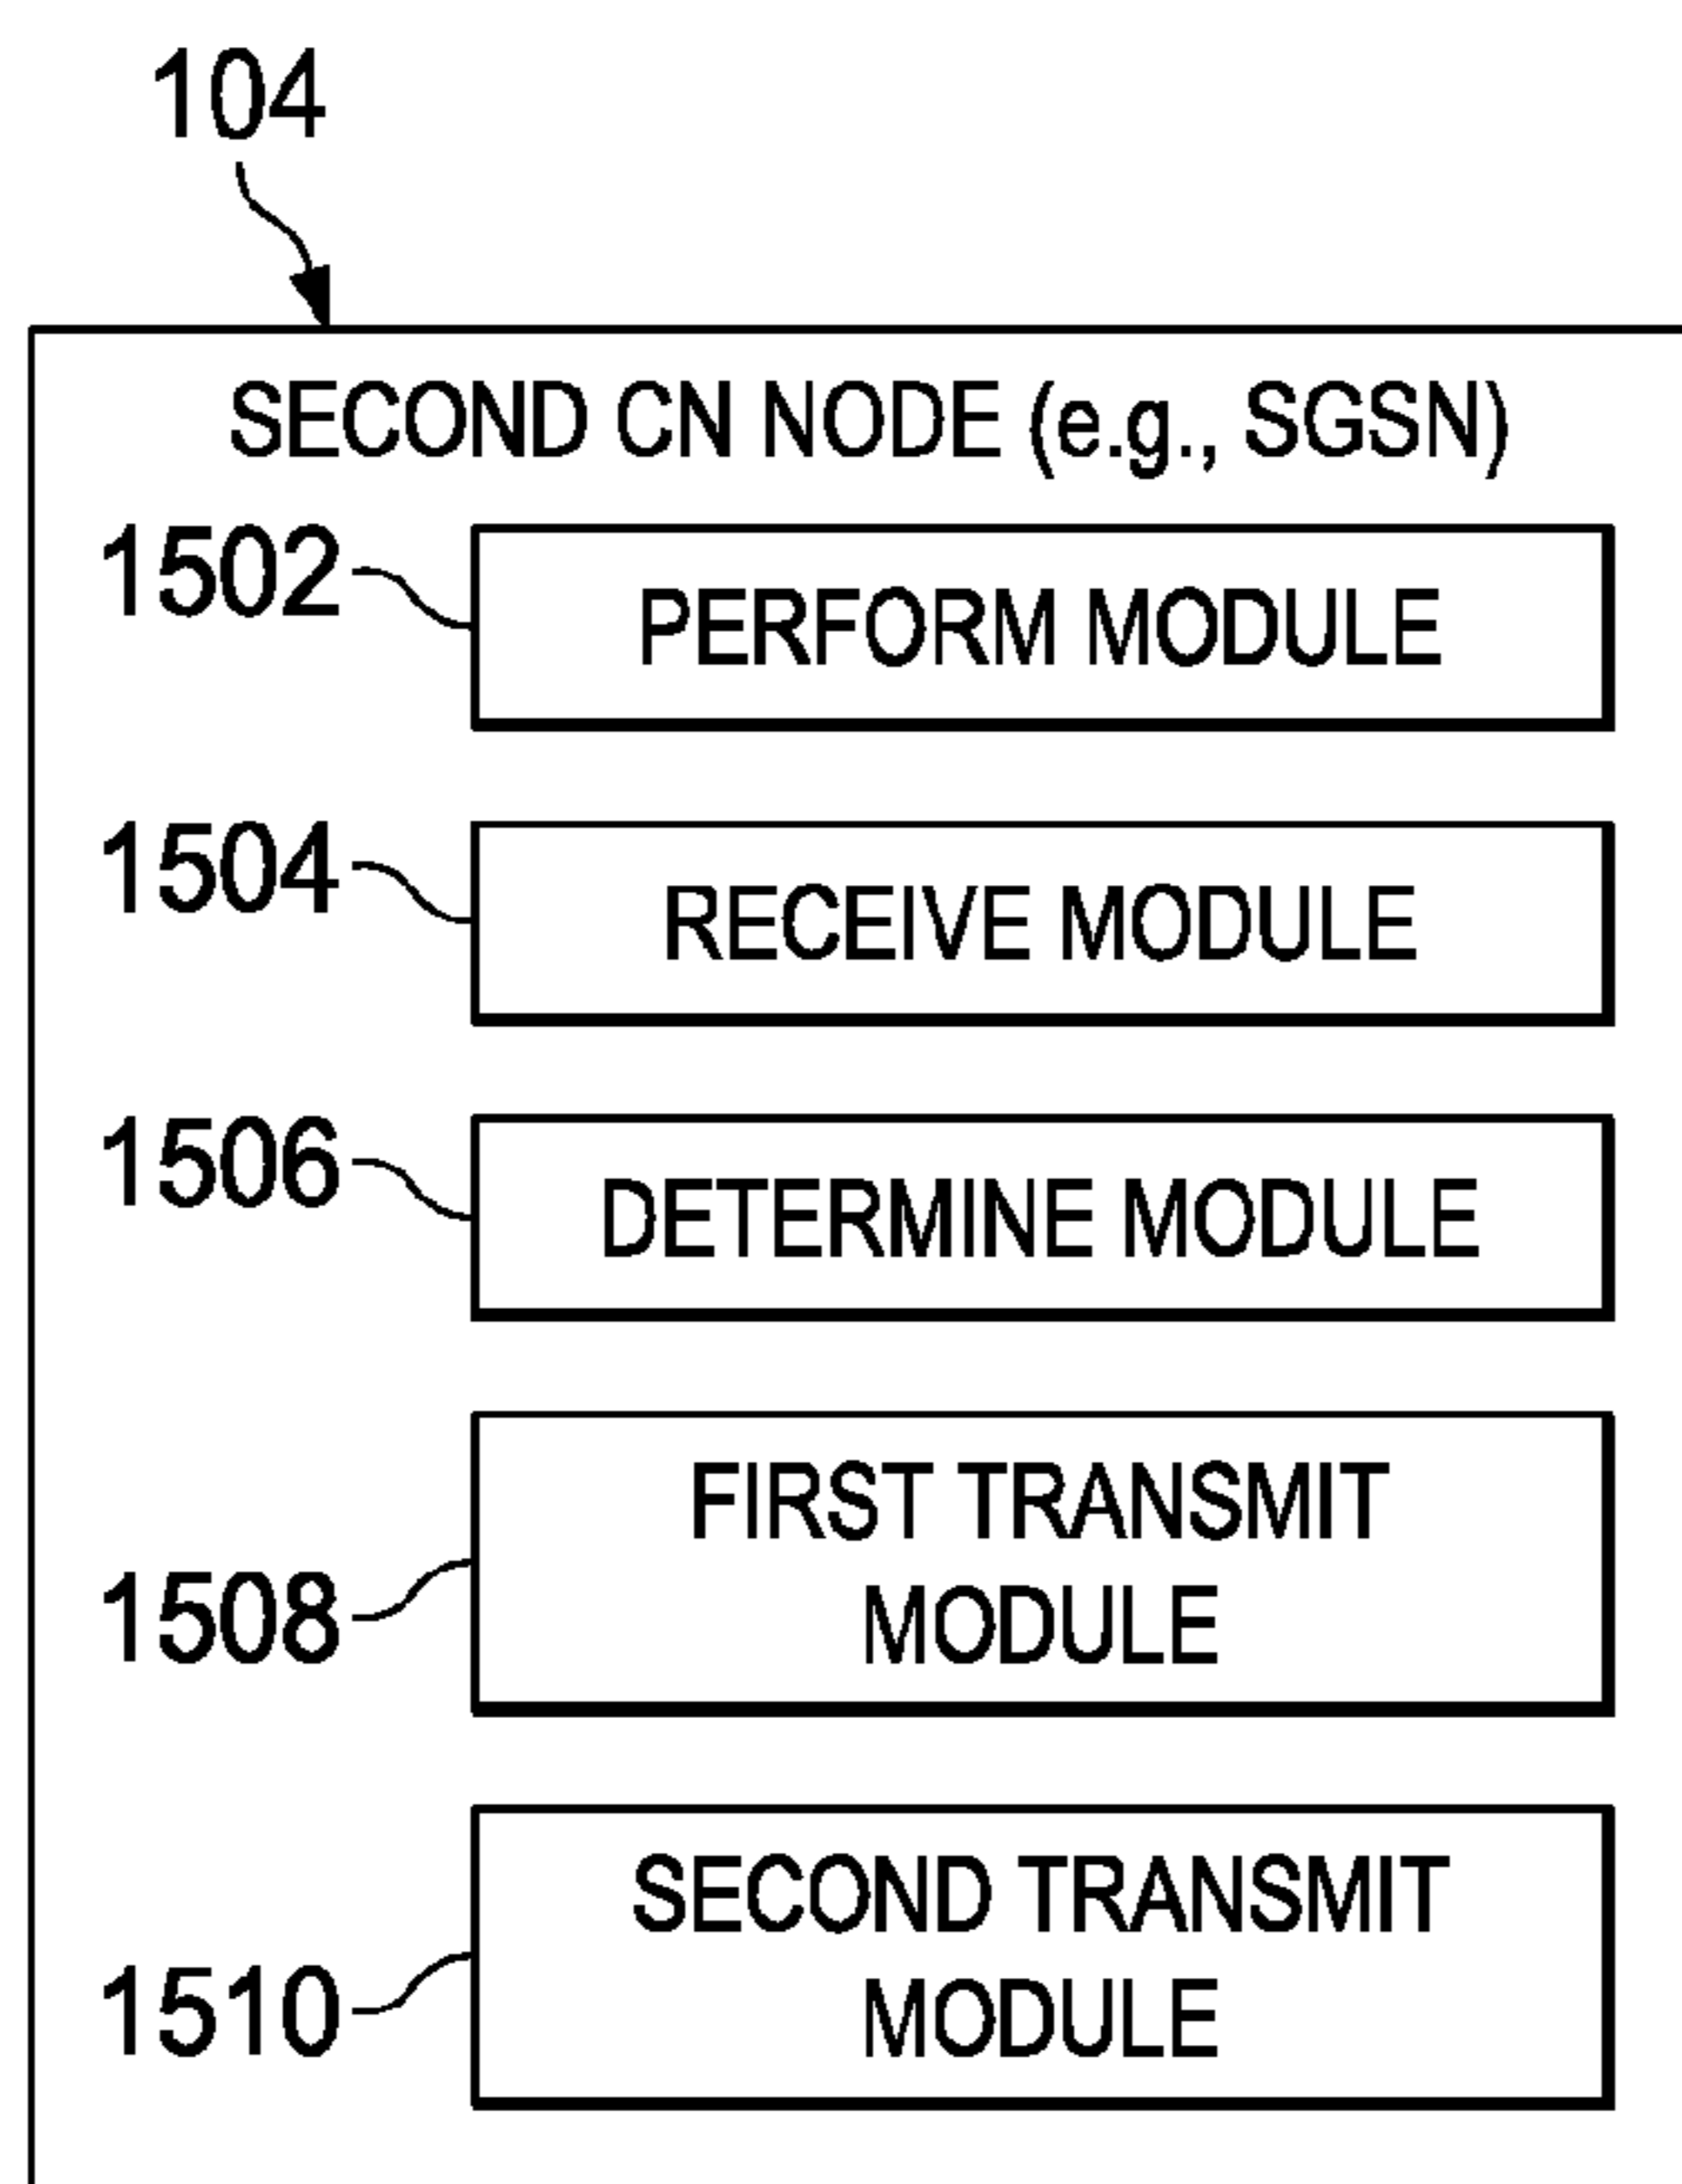 104
SECOND CN NODE (e.g., SGSN)
1502
PERFORM MODULE
1504
RECEIVE MODULE
1506
DETERMINE MODULE
1508
FIRST TRANSMIT
MODULE
1510
SECOND TRANSMIT
MODULE